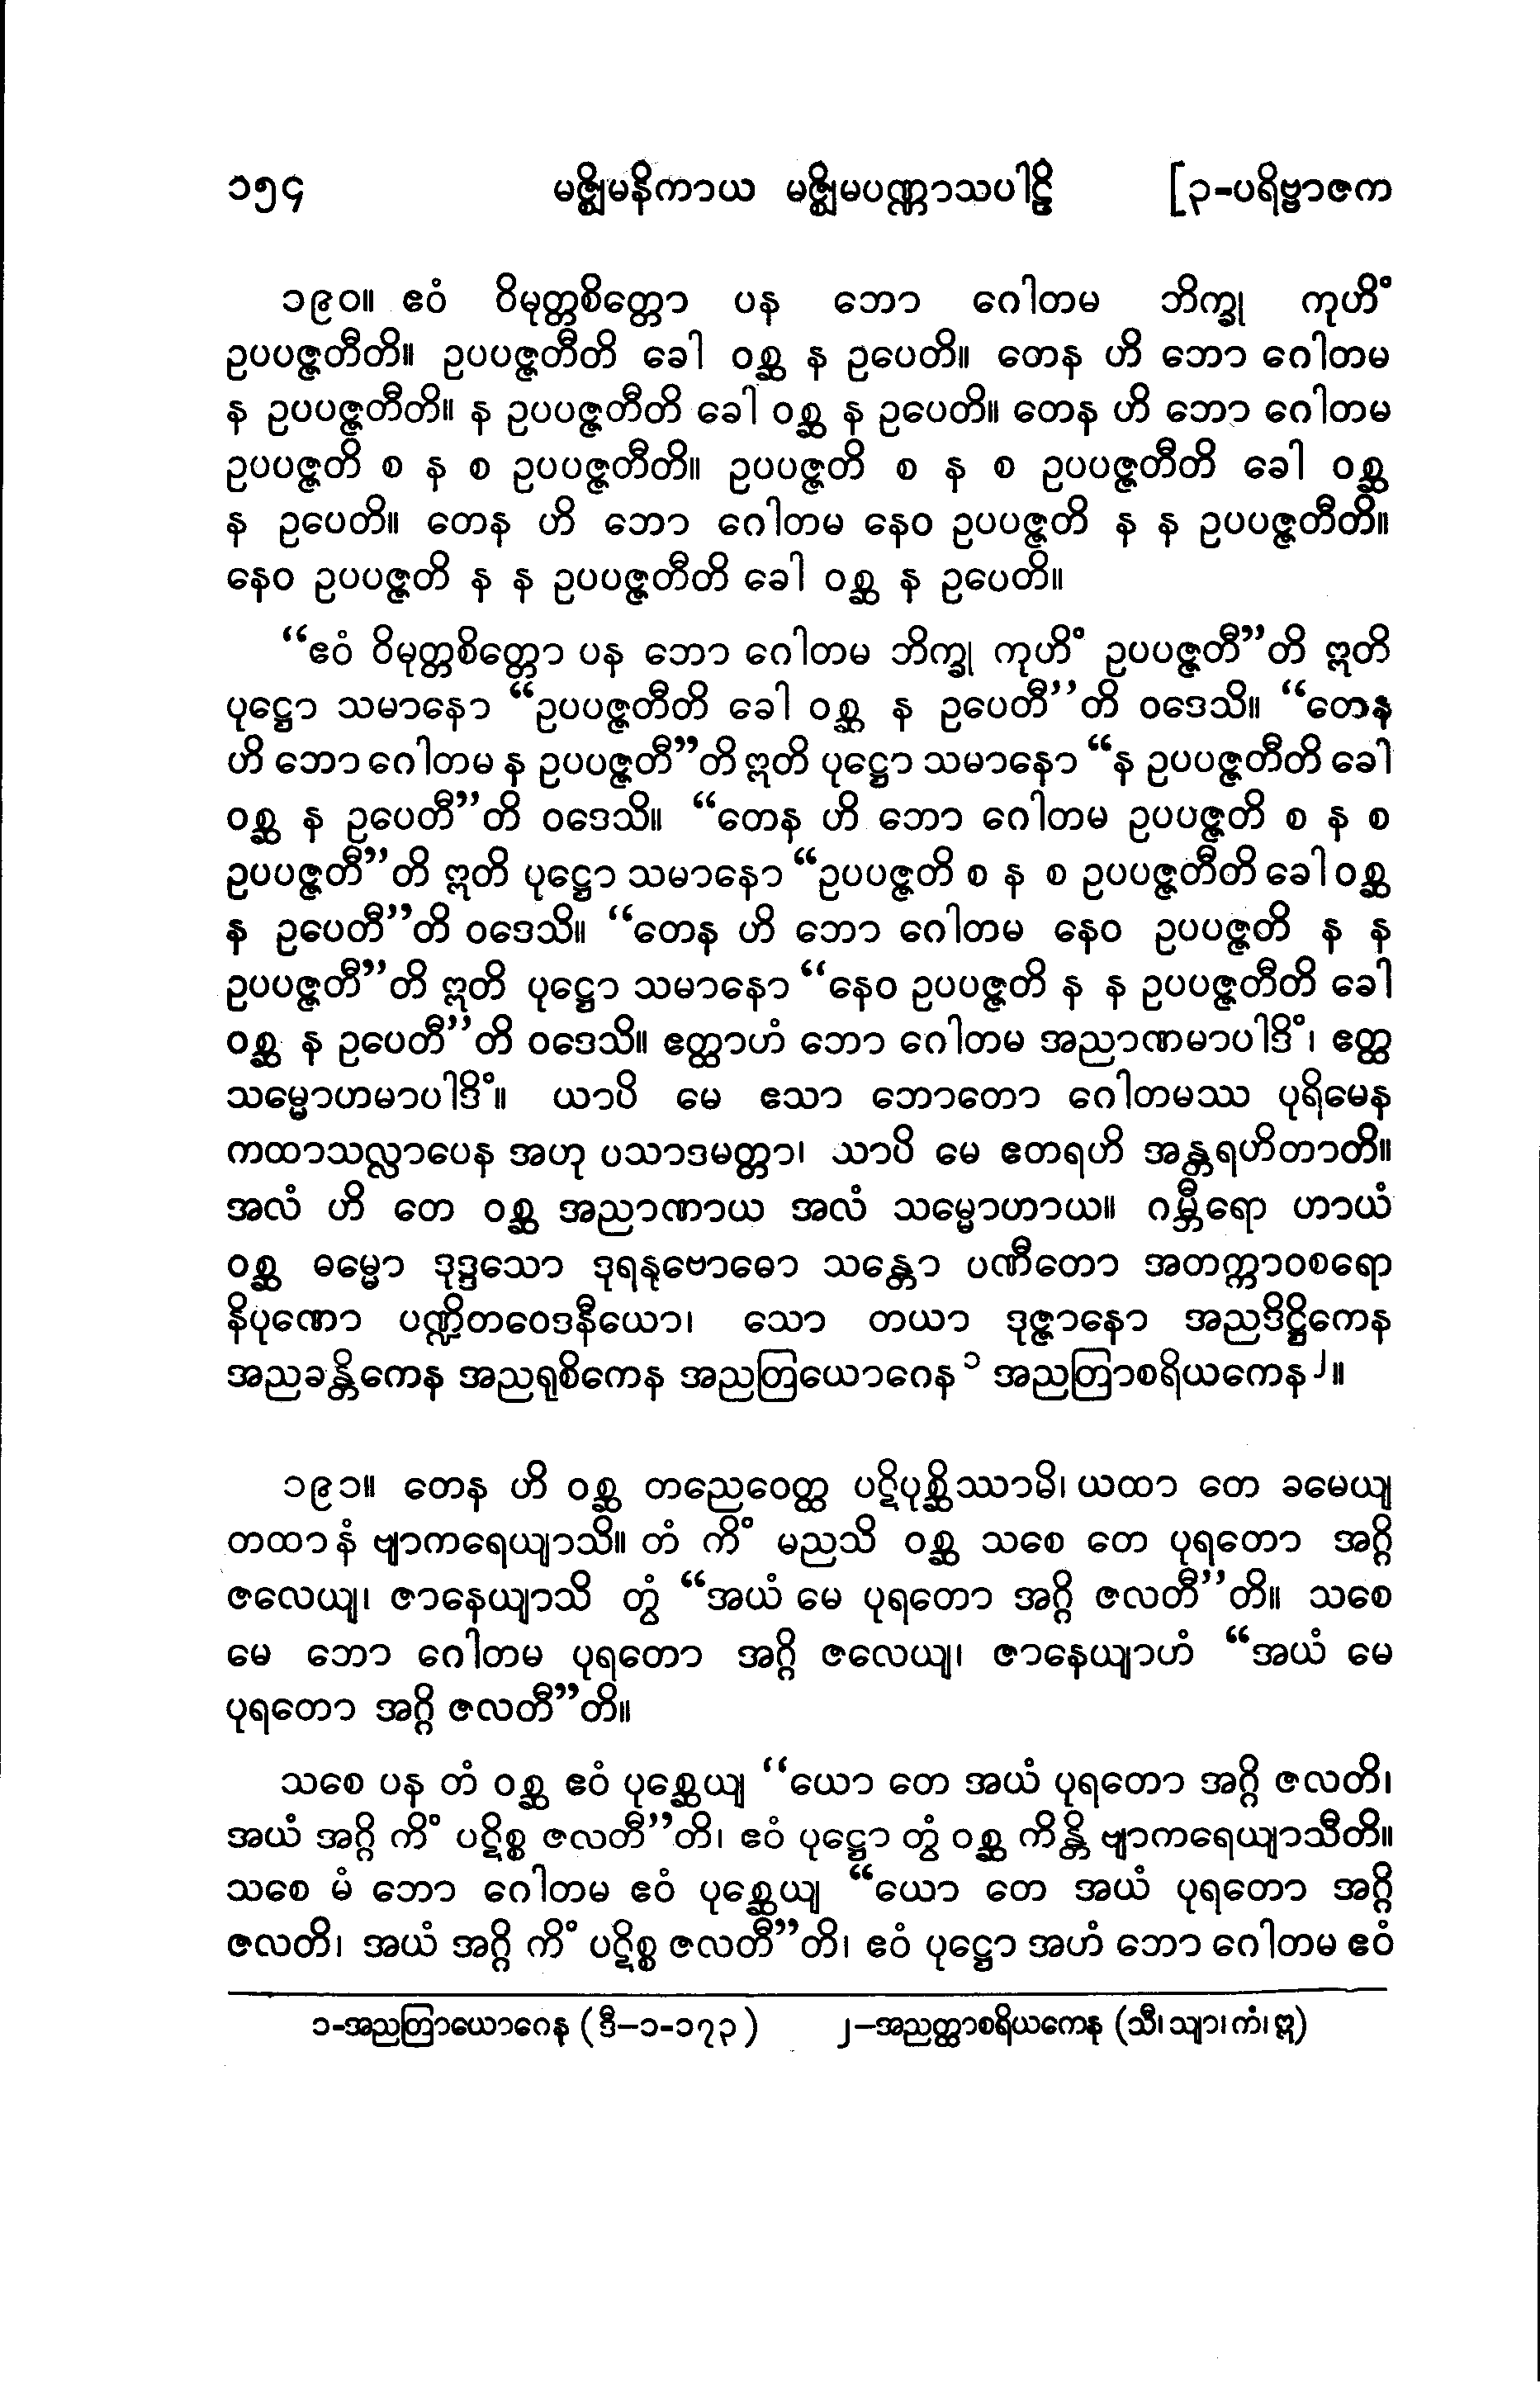 ၁၅၄ မဇ္ဈိမနိကာယ မဇ္ဈိမပဏ္ဏာသပါဠိ [၃-ပရိဗ္ဗာဇက
၁၉၀။ ဧဝံ ဝိမုတ္တစိတ္တော ပန ဘော ဂေါတမ ဘိက္ခု ကုဟိံ
ဥပပဇ္ဇတီတိ။ ဥပပဇ္ဇတီတိ ခေါ ဝစ္ဆ န ဥပေတိ။ တေန ဟိ ဘော ဂေါတမ
န ဥပပဇ္ဇတီတိ။ န ဥပပဇ္ဇတီတိ ခေါ ဝစ္ဆ န ဥပေတိ။ တေန ဟိ ဘော ဂေါတမ
ဥပပဇ္ဇတိ စ န စ ဥပပဇ္ဇတီတိ။ ဥပပဇ္ဇတိ စ န စ ဥပပဇ္ဇတီတိ ခေါ ဝစ္ဆ
န ဥပေတိ။ တေန ဟိ ဘော ဂေါတမ နေဝ ဥပပဇ္ဇတိ န န ဥပပဇ္ဇတီတိ။
နေဝ ဥပပဇ္ဇတိ န န ဥပပဇ္ဇတီတိ ခေါ ဝစ္ဆ န ဥပေတိ။
“ဧဝံ ဝိမုတ္တစိတ္တော ပန ဘော ဂေါတမ ဘိက္ခု ကုဟိံ ဥပပဇ္ဇတီ”တိ ဣတိ
ပုဋ္ဌော သမာနော “ဥပပဇ္ဇတီတိ ခေါ ဝစ္ဆ န ဥပေတီ”တိ ဝဒေသိ။ “တေန
ဟိ ဘော ဂေါတမ န ဥပပဇ္ဇတီ”တိ ဣတိ ပုဋ္ဌော သမာနော “န ဥပပဇ္ဇတီတိ ခေါ
ဝစ္ဆ န ဥပေတီ”တိ ဝဒေသိ။ “တေန ဟိ ဘော ဂေါတမ ဥပပဇ္ဇတိ စ န စ
ဥပပဇ္ဇတီ”တိ ဣတိ ပုဋ္ဌော သမာနော “ဥပပဇ္ဇတိ စ န စ ဥပပဇ္ဇတီတိ ခေါ ဝစ္ဆ
န ဥပေတီ”တိ ဝဒေသိ။ “တေန ဟိ ဘော ဂေါတမ နေဝ ဥပပဇ္ဇတိ န န
ဥပပဇ္ဇတီ”တိ ဣတိ ပုဋ္ဌော သမာနော “နေဝ ဥပပဇ္ဇတိ န န ဥပပဇ္ဇတီတိ ခေါ
ဝစ္ဆ န ဥပေတီ”တိ ဝဒေသိ။ ဧတ္ထာဟံ ဘော ဂေါတမ အညာဏမာပါဒိံ၊ ဧတ္ထ
သမ္မောဟမာပါဒိံ။ ယာပိ မေ ဧသာ ဘောတော ဂေါတမဿ ပုရိမေန
ကထာသလ္လာပေန အဟု ပသာဒမတ္တာ၊ သာပိ မေ ဧတရဟိ အန္တရဟိတာတိ။
အလံ ဟိ တေ ဝစ္ဆ အညာဏာယ အလံ သမ္မောဟာယ။ ဂမ္ဘီရော ဟာယံ
ဝစ္ဆ ဓမ္မော ဒုဒ္ဒသော ဒုရနုဗောဓော သန္တော ပဏီတော အတက္ကာဝစရော
နိပုဏော ပဏ္ဍိတဝေဒနီယော၊ သော တယာ ဒုဇ္ဇာနော အညဒိဋ္ဌိကေန
အညခန္တိကေန အညရုစိကေန အညတြယောဂေန၁ အညတြာစရိယကေန၂။
၁၉၁။ တေန ဟိ ဝစ္ဆ တညေဝေတ္ထ ပဋိပုစ္ဆိဿာမိ၊ ယထာ တေ ခမေယျ
တထာ နံ ဗျာကရေယျာသိ။ တံ ကိံ မညသိ ဝစ္ဆ သစေ တေ ပုရတော အဂ္ဂိ
ဇလေယျ၊ ဇာနေယျာသိ တွံ “အယံ မေ ပုရတော အဂ္ဂိ ဇလတီ”တိ။ သစေ
မေ ဘော ဂေါတမ ပုရတော အဂ္ဂိ ဇလေယျ၊ ဇာနေယျာဟံ “အယံ မေ
ပုရတော အဂ္ဂိ ဇလတီ”တိ။
သစေ ပန တံ ဝစ္ဆ ဧဝံ ပုစ္ဆေယျ “ယော တေ အယံ ပုရတော အဂ္ဂိ ဇလတိ၊
အယံ အဂ္ဂိ ကိံ ပဋိစ္စ ဇလတီ”တိ၊ ဧဝံ ပုဋ္ဌော တွံ ဝစ္ဆ ကိန္တိ ဗျာကရေယျာသီတိ။
သစေ မံ ဘော ဂေါတမ ဧဝံ ပုစ္ဆေယျ “ယော တေ အယံ ပုရတော အဂ္ဂိ
ဇလတိ၊ အယံ အဂ္ဂိ ကိံ ပဋိစ္စ ဇလတီ”တိ၊ ဧဝံ ပုဋ္ဌော အဟံ ဘော ဂေါတမ ဧဝံ
၁-အညတြာယောဂေန (ဒီ-၁-၁၇၃) ၂-အညတ္ထာစရိယကေန (သီ၊ သျာ၊ ကံ၊ ဣ)